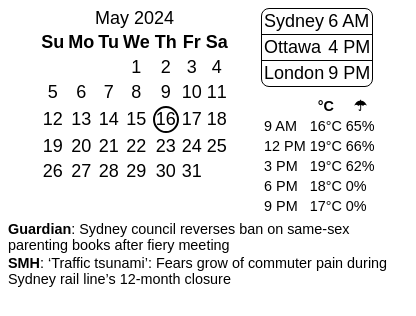 May 2024
Su Mo Tu We Th Fr Sa
1 2 3 4
5 6 7 8 9 10 11
12 13 14 15 16 17 18
19 20 21 22 23 24 25
26 27 28 29 30 31
Sydney 6 AM
Ottawa 4 PM
London 9 PM
°C ☂
9 AM 16°C 65%
12 PM 19°C 66%
3 PM 19°C 62%
6 PM 18°C 0%
9 PM 17°C 0%
Guardian: Sydney council reverses ban on same-sex
parenting books after fiery meeting
SMH: ‘Traffic tsunami’: Fears grow of commuter pain during
Sydney rail line’s 12-month closure